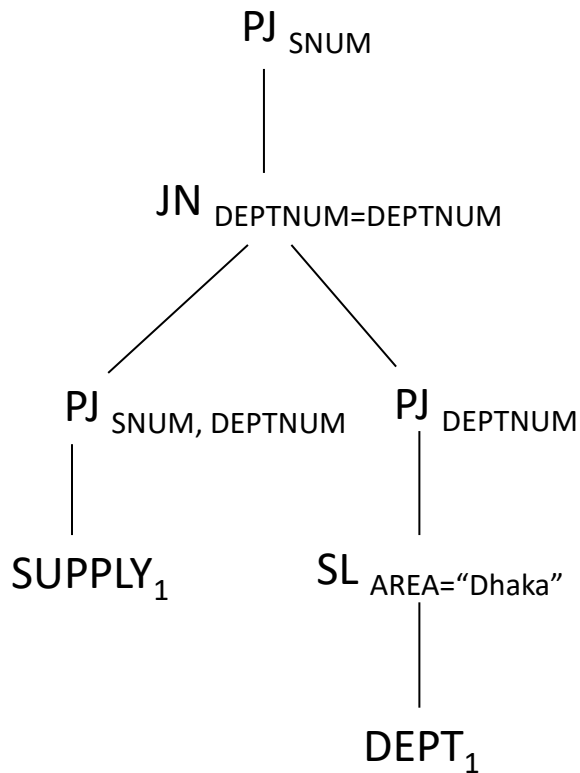 PJ SNUM
JN DEPTNUM=DEPTNUM
PJ SNUM, DEPTNUM
PJ DEPTNUM
SUPPLY₁
SL AREA=“Dhaka”
DEPT₁